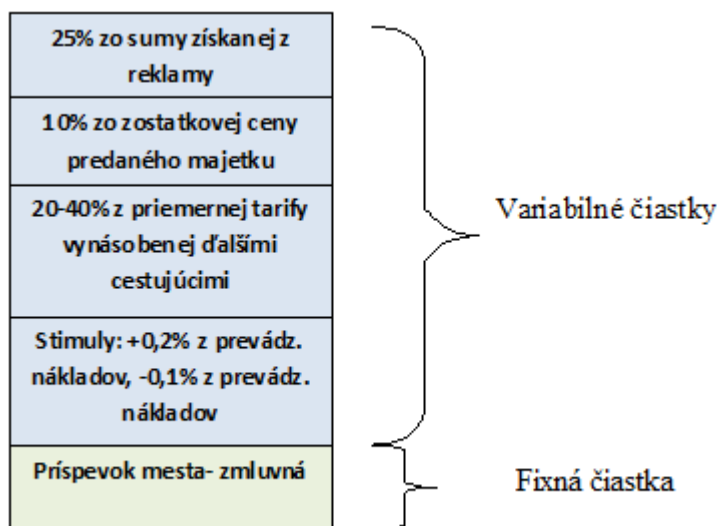 25% zo sumy získanej z
reklamy
10% zo zostatkovej ceny
predaného majetku
20-40% z priemernej tarify
vynásobenej ďalšími
cestujúcimi
Stimuly: +0,2% z prevádz.
nákladov, -0,1% z prevádz.
nákladov
Príspevok mesta- zmluvná
Variabilné čiastky
Fixná čiastka